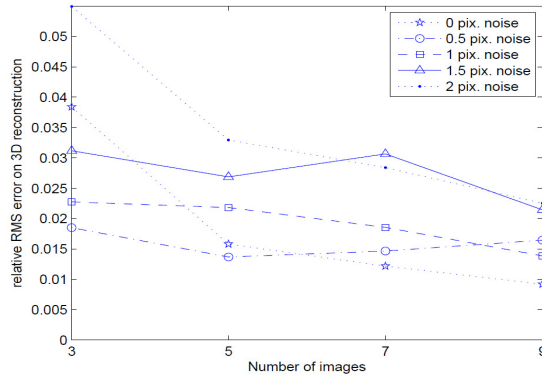 0.05
0.045
0.04
0.035
0.03
0.025
0.02
0.015
0.01
0.005
0
relative RMS error on 3D reconstruction
3 5 7 9
Number of images
0 pix. noise
0.5 pix. noise
1 pix. noise
1.5 pix. noise
2 pix. noise